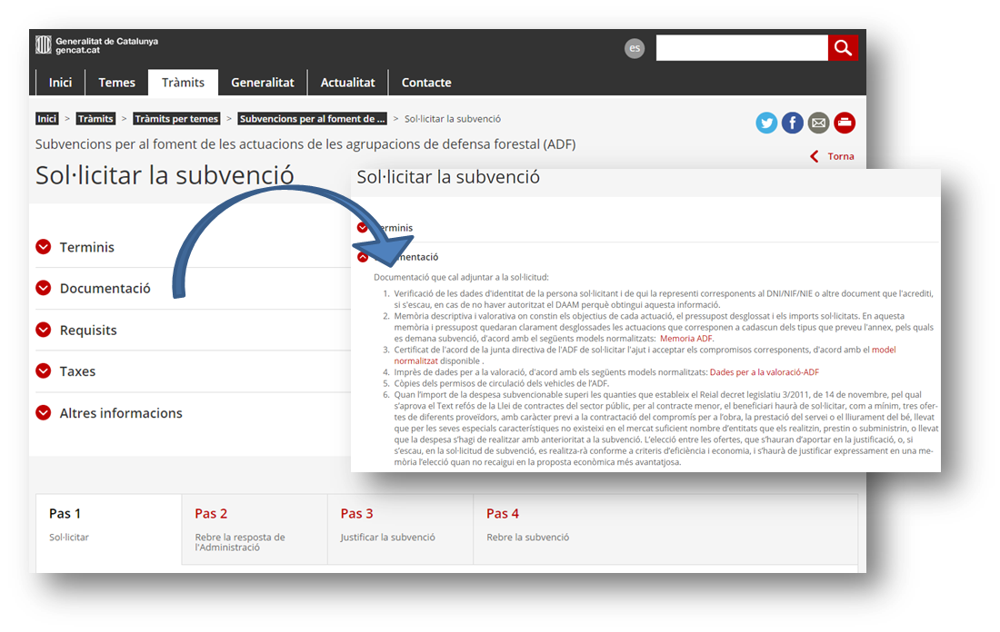 Generalitat de Catalunya
gencat.cat
es
Inici Temes Tràmits Generalitat Actualitat Contacte
Inici > Tràmits > Tràmits per temes > Subvencions per al foment de ... > Sol·licitar la subvenció
Subvencions per al foment de les actuacions de les agrupacions de defensa forestal (ADF)
Torna
Sol·licitar la subvenció
Terminis
Documentació
Requisits
Taxes
Altres informacions
Sol·licitar la subvenció
Terminis
Documentació
Documentació que cal adjuntar a la sol·licitud:
1. Verificació de les dades d'identitat de la persona sol·licitant i de qui la representi corresponents al DNI/NIF/NIE o altre document que l'acrediti,
si s'escau, en cas de no haver autoritzat el DAAM perquè obtingui aquesta informació.
2. Memòria descriptiva i valorativa on constin els objectius de cada actuació, el pressupost desglossat i els imports sol·licitats. En aquesta
memòria i pressupost quedaran clarament desglossades les actuacions que corresponen a cadascun dels tipus que preveu l'annex, pels quals
es demana subvenció, d'acord amb el següents models normalitzats: Memoria ADF.
3. Certificat de l'acord de la junta directiva de l'ADF de sol·licitar l'ajut i acceptar els compromisos corresponents, d'acord amb el model
normalitzat disponible .
4. Imprès de dades per a la valoració, d'acord amb els següents models normalitzats: Dades per a la valoració-ADF
5. Còpies dels permisos de circulació dels vehicles de l'ADF.
6. Quan l'import de la despesa subvencionable superi les quanties que estableix el Reial decret legislatiu 3/2011, de 14 de novembre, pel qual
s'aprova el Text refós de la Llei de contractes del sector públic, per al contracte menor, el beneficiari haurà de sol·licitar, com a mínim, tres ofer-
tes de diferents proveïdors, amb caràcter previ a la contractació del compromís per a l'obra, la prestació del servei o el lliurament del bé, llevat
que per les seves especials característiques no existeixi en el mercat suficient nombre d'entitats que els realitzin, prestin o subministrin, o llevat
que la despesa s'hagi de realitzar amb anterioritat a la subvenció. L'elecció entre les ofertes, que s'hauran d'aportar en la justificació, o, si
s'escau, en la sol·licitud de subvenció, es realitza-rà conforme a criteris d'eficiència i economia, i s'haurà de justificar expressament en una me-
mòria l'elecció quan no recaigui en la proposta econòmica més avantatjosa.
Pas 1 Pas 2 Pas 3 Pas 4
Sol·licitar Rebre la resposta de Justificar la subvenció Rebre la subvenció
l'Administració